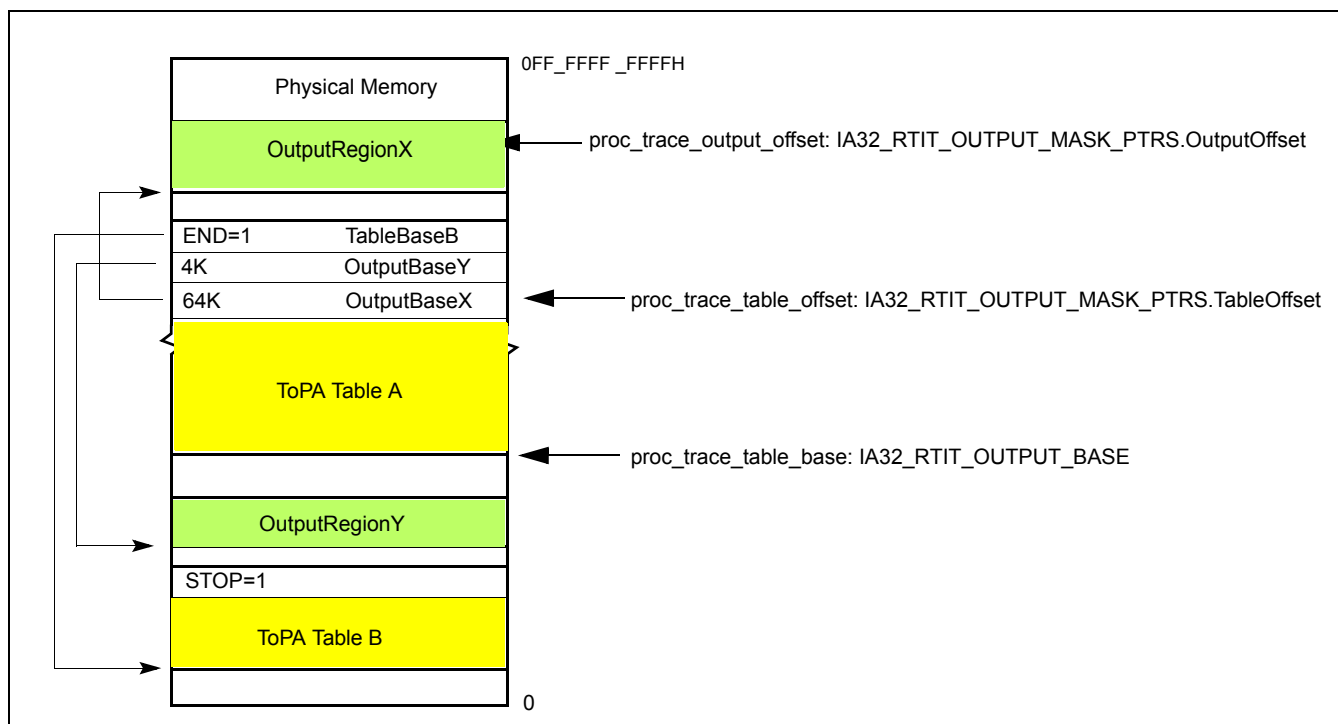 0FF_FFFF _FFFFH
Physical Memory
OutputRegionX
proc_trace_output_offset: IA32_RTIT_OUTPUT_MASK_PTRS.OutputOffset
END=1 TableBaseB
4K OutputBaseY
64K OutputBaseX
proc_trace_table_offset: IA32_RTIT_OUTPUT_MASK_PTRS.TableOffset
ToPA Table A
proc_trace_table_base: IA32_RTIT_OUTPUT_BASE
OutputRegionY
STOP=1
ToPA Table B
0